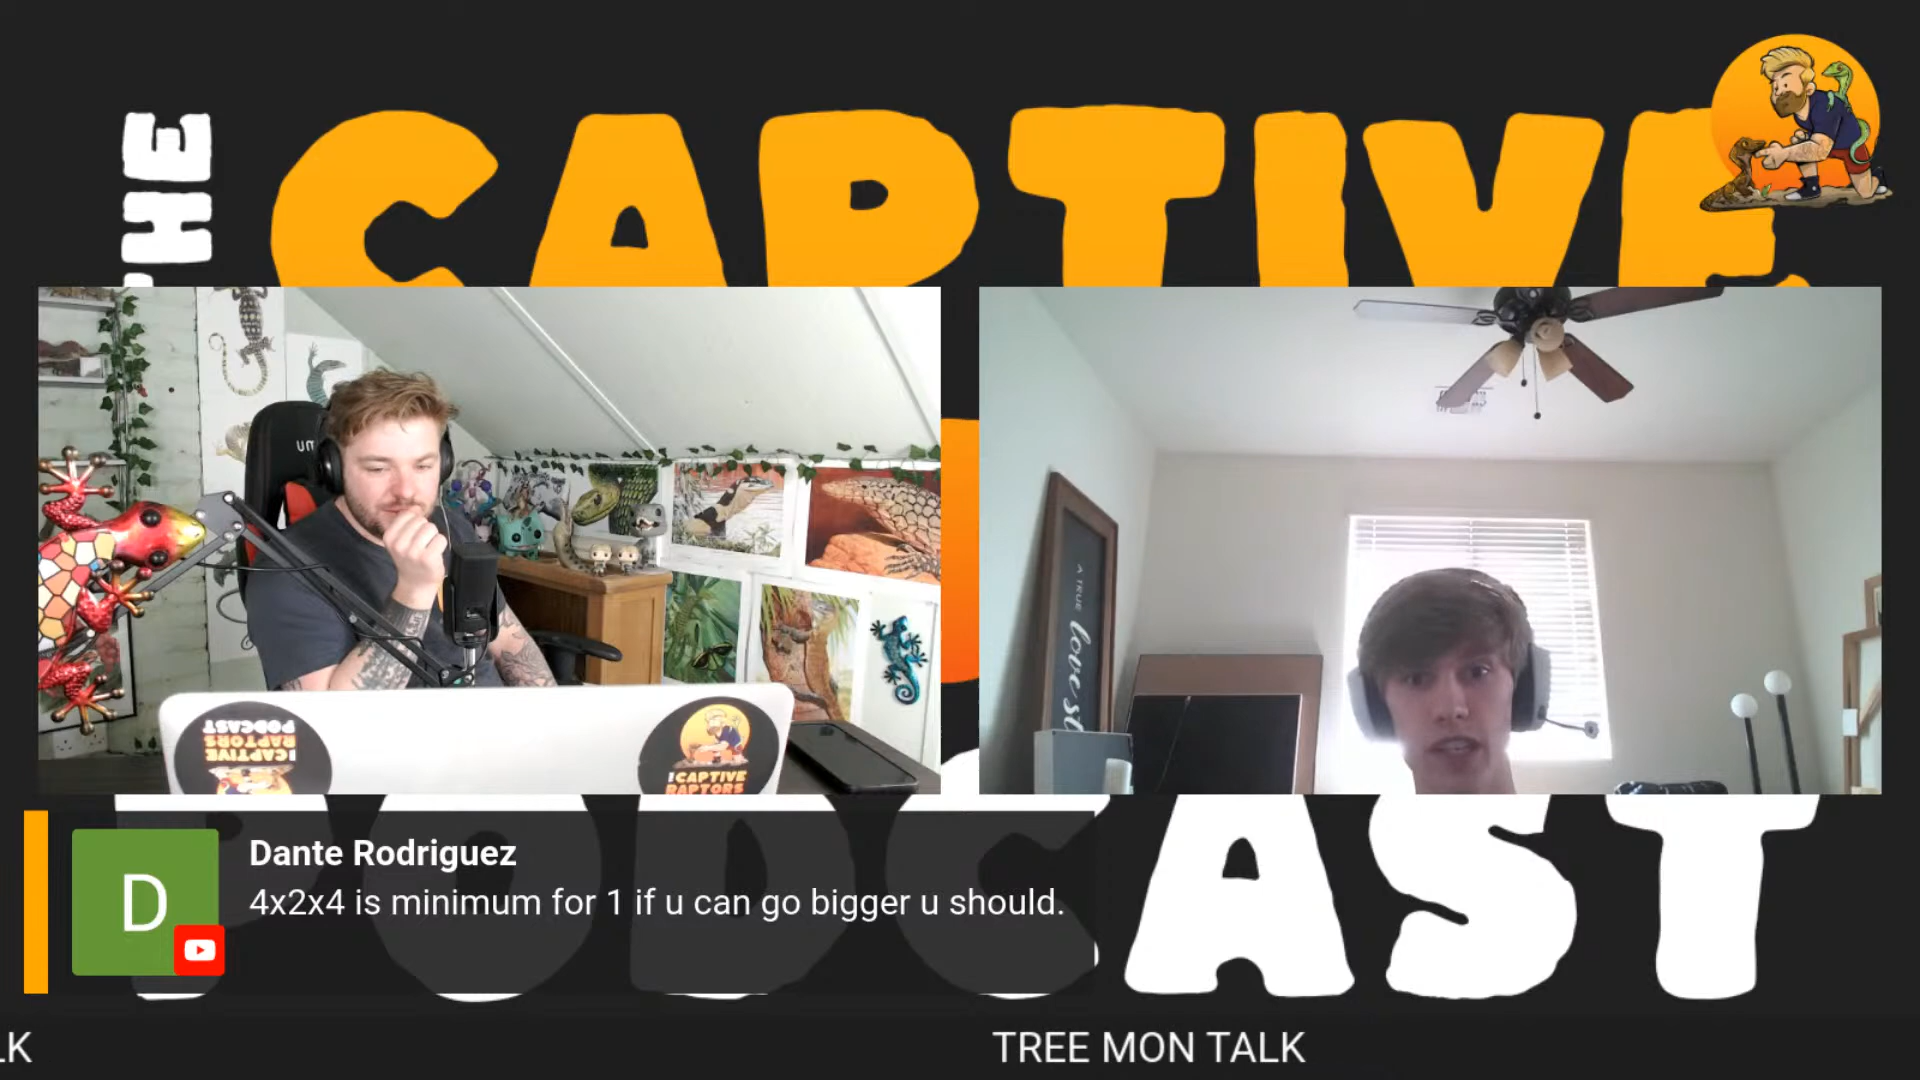 THE
CAPTIVE
A TRUE
love st
CAPTIVE
RAPTORS
PODCAST
CAPTIVE
RAPTORS
PODCAST
Dante Rodriguez
D
4x2x4 is minimum for 1 if u can go bigger u should.
LK
TREE MON TALK